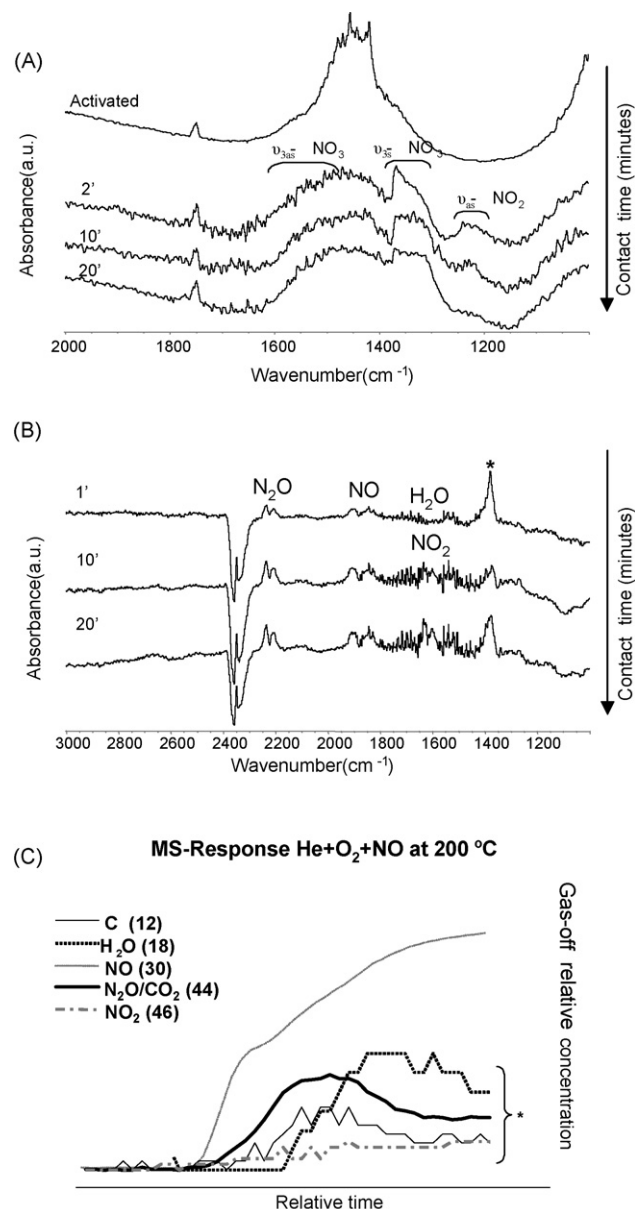 (A)
Activated
υ3as NO3 υ3s NO3
υas NO2
2'
10'
20'
Absorbance(a.u.)
Contact time (minutes)
2000 1800 1600 1400 1200
Wavenumber(cm -1)
(B)
*
1' N2O NO H2O
NO2
10'
20'
Absorbance(a.u.)
Contact time (minutes)
3000 2800 2600 2400 2200 2000 1800 1600 1400 1200
Wavenumber(cm -1)
(C) MS-Response He+O2+NO at 200 ºC
C (12)
H2O (18)
NO (30)
N2O/CO2 (44)
NO2 (46)
Gas-off relative concentration
*
Relative time